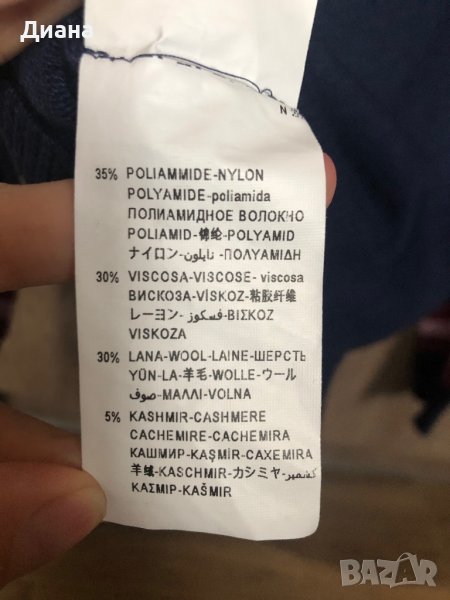 Диана
N
35% POLIAMMIDE-NYLON
POLYAMIDE-poliamida
ПОЛИАМИДНОЕ ВОЛОКНО
POLIAMID-锦纶-POLYAMID
ナイロン-نايلون-ΠΟΛΥΑΜΙΔΗ
30% VISCOSA-VISCOSE-viscosa
ВИСКОЗА-VİSKOZ-粘胶纤维
レーヨン-فسكوز-ΒΙΣΚΟΖ
VISKOZA
30% LANA-WOOL-LAINE-ШЕРСТЬ
YÜN-LA-羊毛-WOLLE-ウール
صوف-ΜΑΛΛΙ-VOLNA
5% KASHMIR-CASHMERE
CACHEMIRE-CACHEMIRA
КАШМИР-KAŞMİR-CAXEMIRA
羊绒-KASCHMIR-カシミヤ-كشمير
ΚΑΣΜΙΡ-KAŠMIR
BAZAR